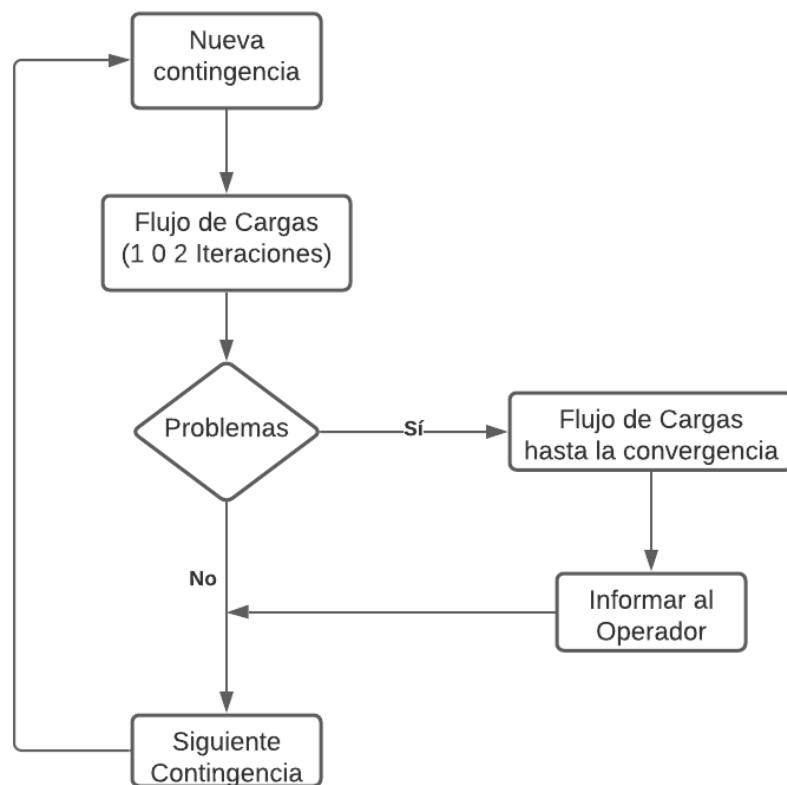 Nueva
contingencia
Flujo de Cargas
(1 0 2 Iteraciones)
Problemas
Sí
Flujo de Cargas
hasta la convergencia
No
Informar al
Operador
Siguiente
Contingencia